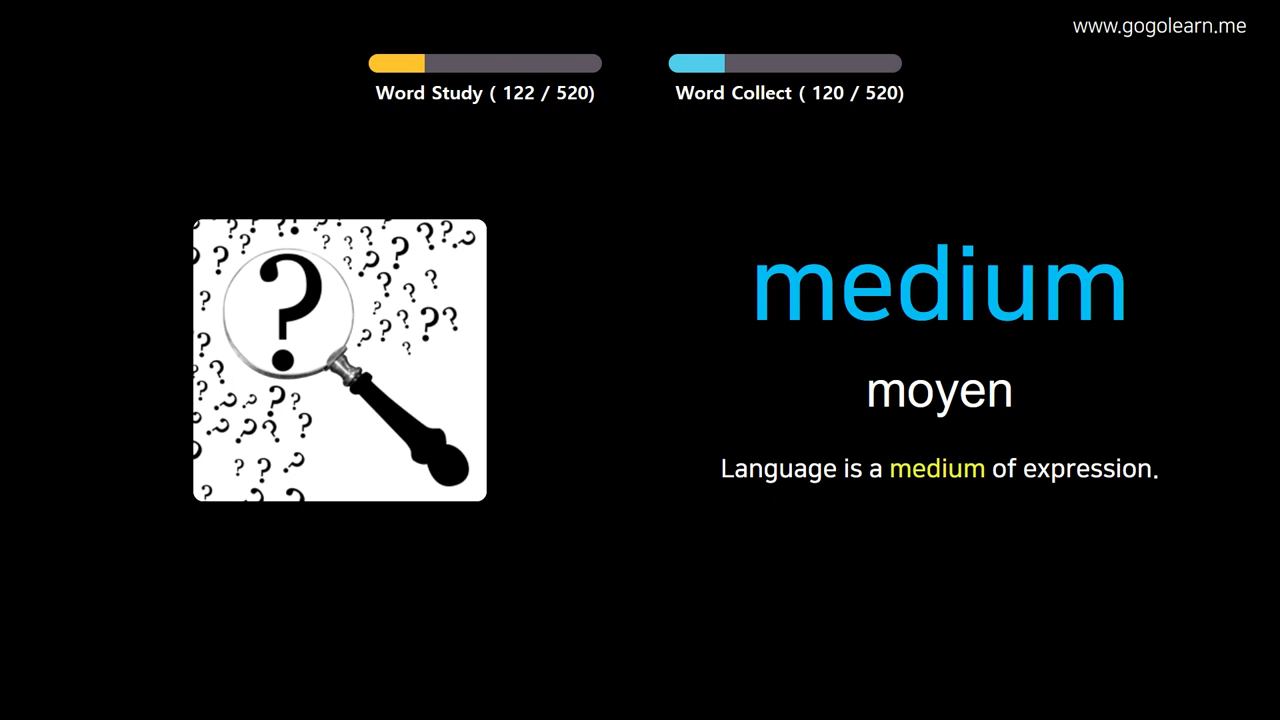 www.gogolearn.me
Word Study ( 122 / 520)
Word Collect ( 120 / 520)
medium
moyen
Language is a medium of expression.